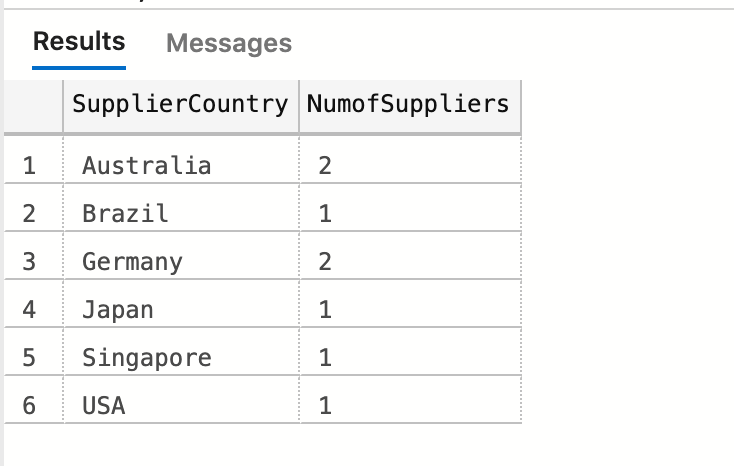 Results Messages
SupplierCountry NumofSuppliers
1 Australia 2
2 Brazil 1
3 Germany 2
4 Japan 1
5 Singapore 1
6 USA 1